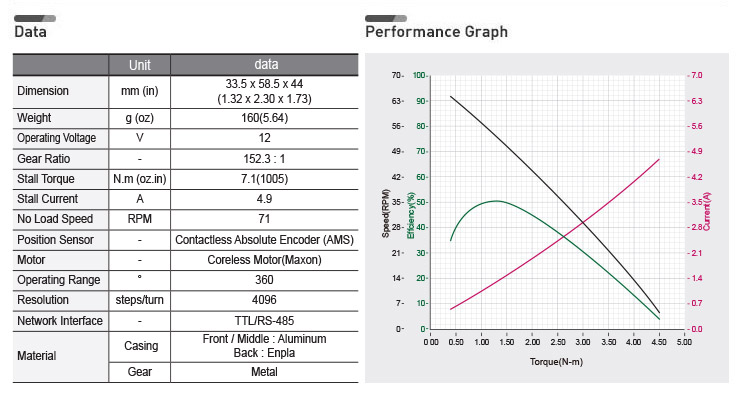 Data
Unit data
Dimension mm (in) 33.5 x 58.5 x 44
(1.32 x 2.30 x 1.73)
Weight g (oz) 160(5.64)
Operating Voltage V 12
Gear Ratio - 152.3 : 1
Stall Torque N.m (oz.in) 7.1(1005)
Stall Current A 4.9
No Load Speed RPM 71
Position Sensor - Contactless Absolute Encoder (AMS)
Motor - Coreless Motor(Maxon)
Operating Range ° 360
Resolution steps/turn 4096
Network Interface - TTL/RS-485
Material Casing Front / Middle : Aluminum
Back : Enpla
Gear Metal
Performance Graph
70- 100- -7.0
63- 90- -6.3
56- 80- -5.6
49- 70- -4.9
42- 60- -4.2
35- 50- -3.5
28- 40- -2.8
21- 30- -2.1
14- 20- -1.4
7- 10- -0.7
0- 0- -0.0
Speed(RPM)
Efficiency(%)
Current(A)
0.00 0.50 1.00 1.50 2.00 2.50 3.00 3.50 4.00 4.50 5.00
Torque(N-m)